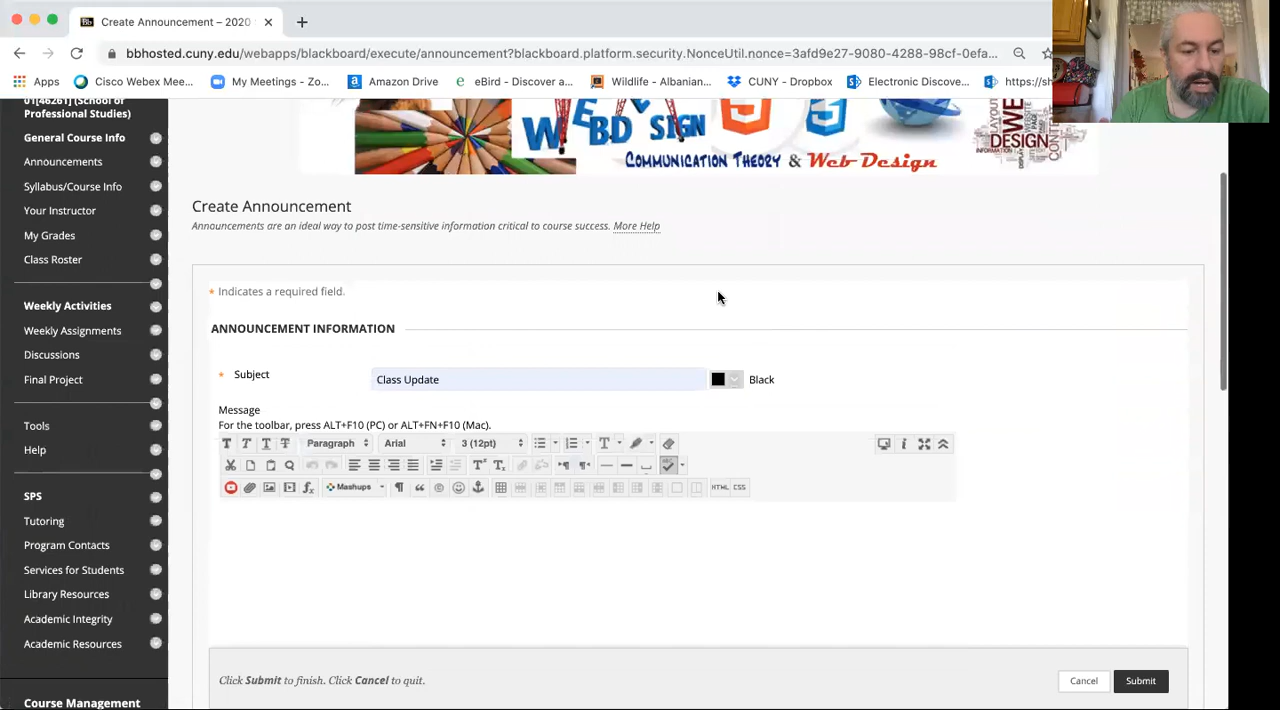 Create Announcement – 2020
bbhosted.cuny.edu/webapps/blackboard/execute/announcement?blackboard.platform.security.NonceUtil.nonce=3afd9e27-9080-4288-98cf-0efa...
Apps
Cisco Webex Mee...
My Meetings - Zo...
Amazon Drive
eBird - Discover a...
Wildlife - Albanian...
CUNY - Dropbox
Electronic Discove...
https://sh
01[46261] (School of
Professional Studies)
General Course Info
Announcements
Syllabus/Course Info
Your Instructor
My Grades
Class Roster
Weekly Activities
Weekly Assignments
Discussions
Final Project
Tools
Help
SPS
Tutoring
Program Contacts
Services for Students
Library Resources
Academic Integrity
Academic Resources
Course Management
COMMUNICATION THEORY & Web Design
DESIGN
Create Announcement
Announcements are an ideal way to post time-sensitive information critical to course success. More Help
* Indicates a required field.
ANNOUNCEMENT INFORMATION
* Subject
Class Update
Black
Message
For the toolbar, press ALT+F10 (PC) or ALT+FN+F10 (Mac).
T T T T Paragraph Arial 3 (12pt)
Mashups
HTML CSS
Click Submit to finish. Click Cancel to quit.
Cancel
Submit